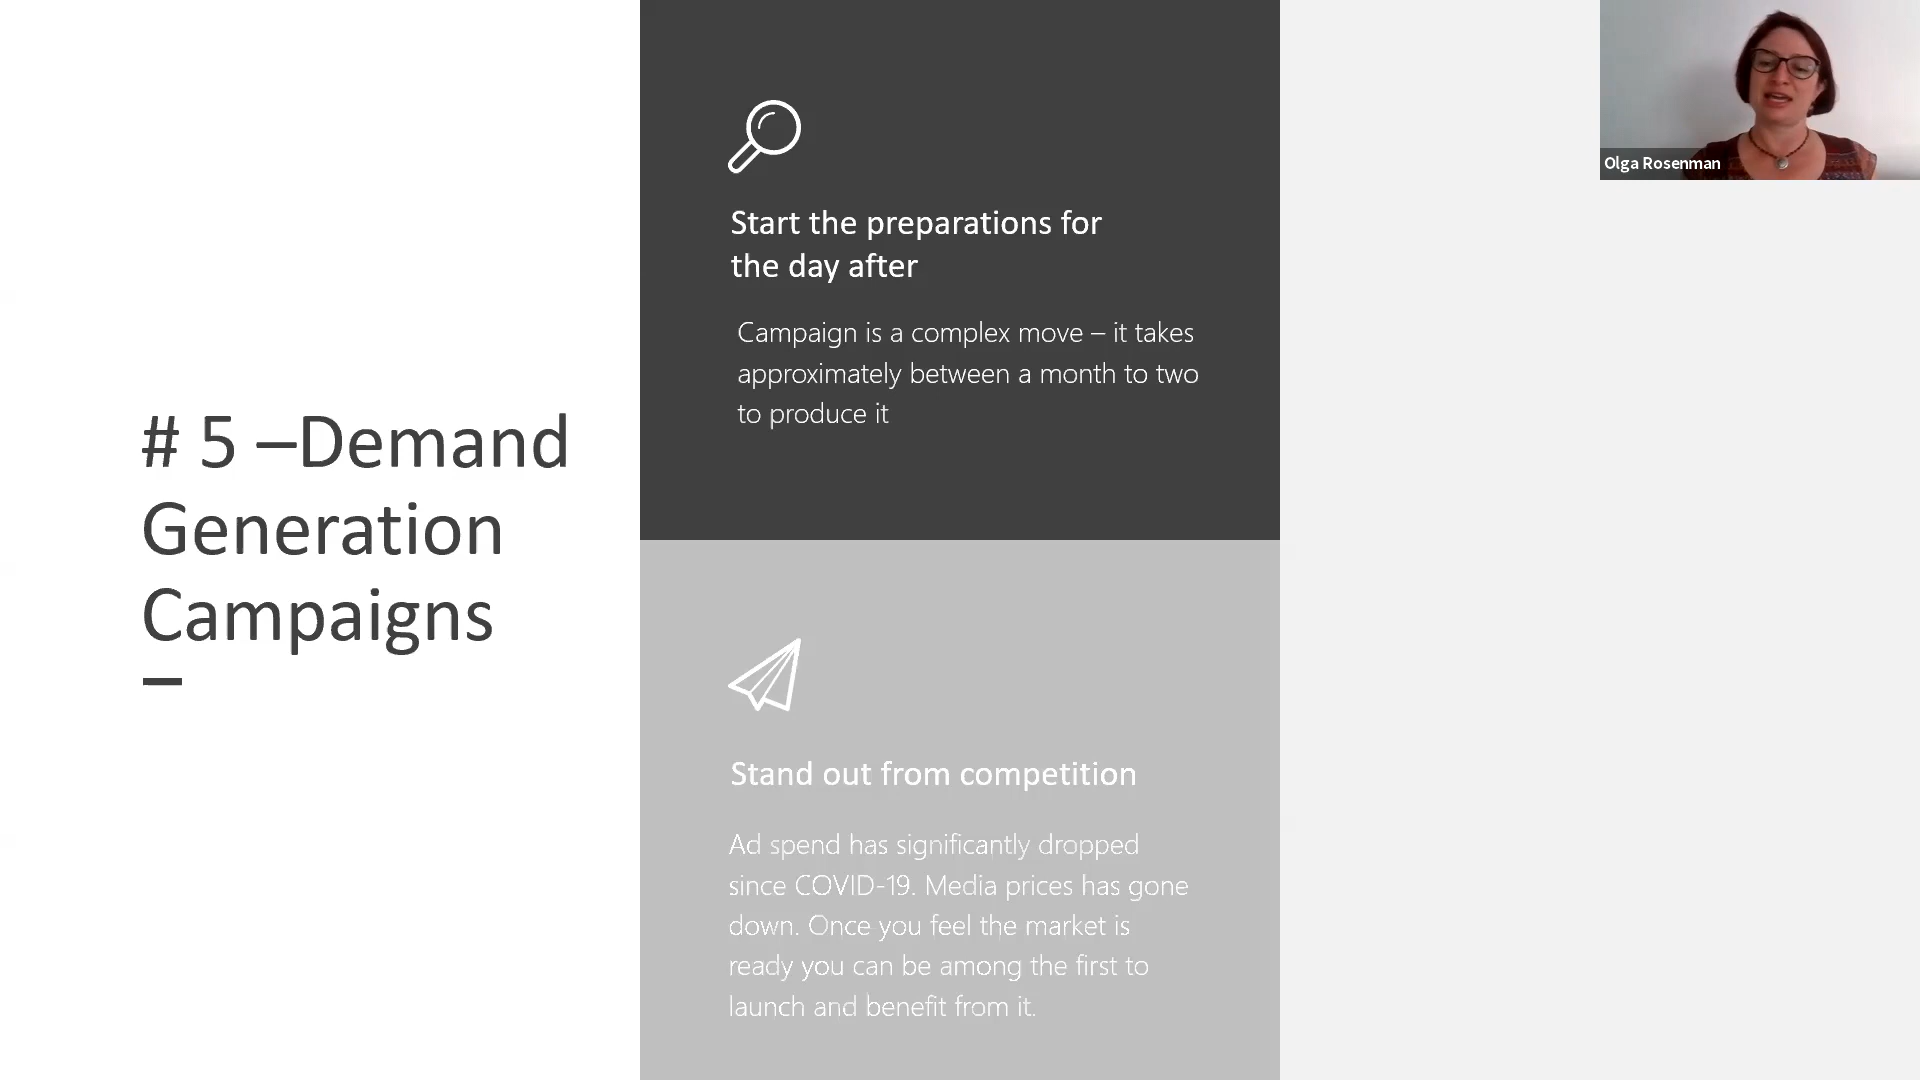 # 5 –Demand
Generation
Campaigns
Start the preparations for
the day after
Campaign is a complex move – it takes
approximately between a month to two
to produce it
Stand out from competition
Ad spend has significantly dropped
since COVID-19. Media prices has gone
down. Once you feel the market is
ready you can be among the first to
launch and benefit from it.
Olga Rosenman